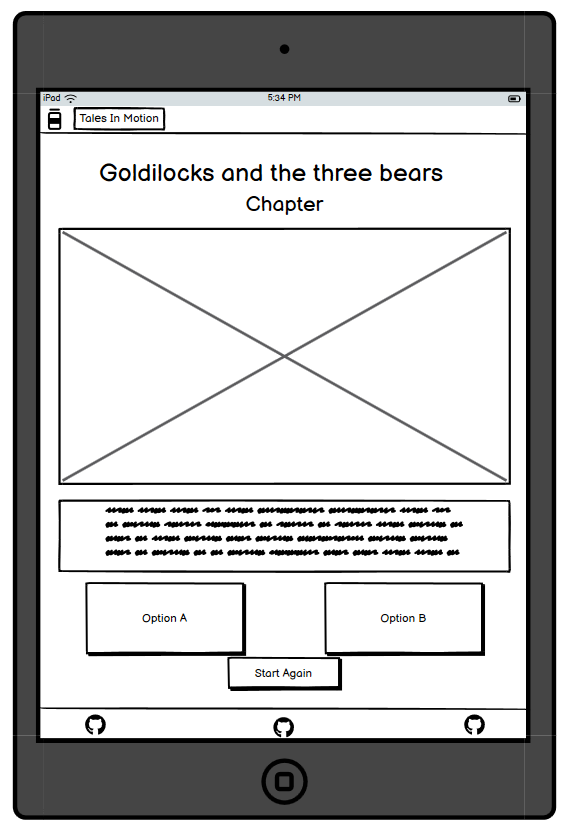 iPad 5:34 PM
Tales In Motion
Goldilocks and the three bears
Chapter
Option A Option B
Start Again